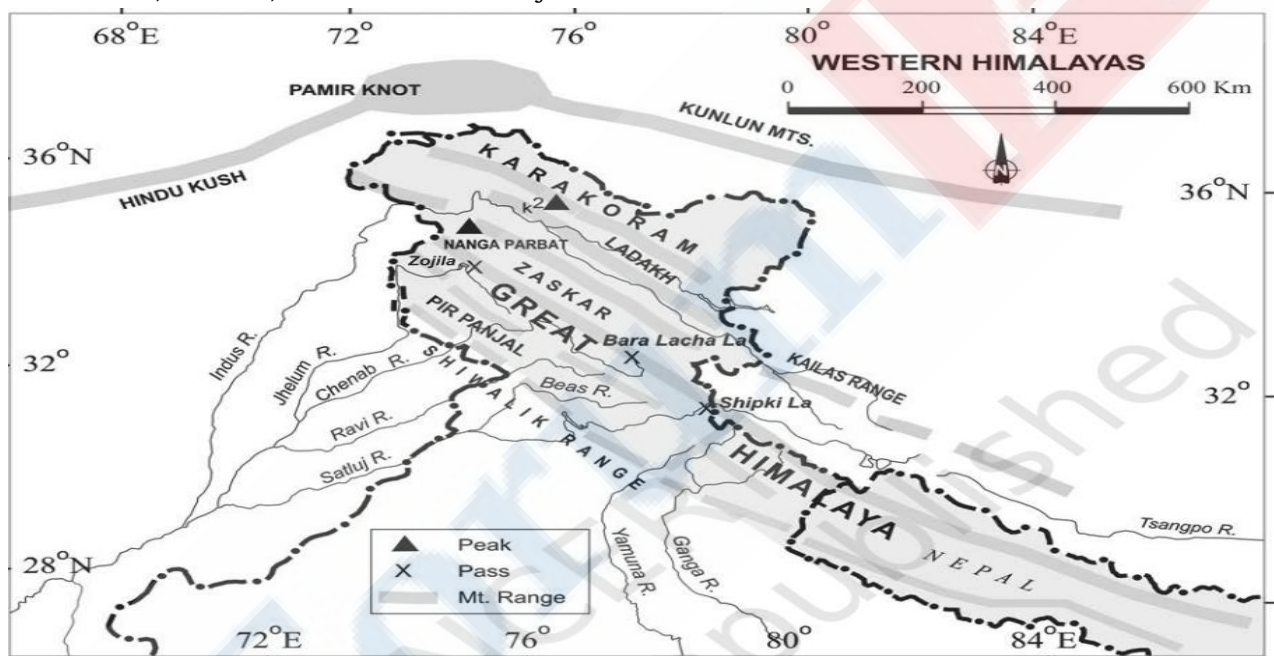 68°E 72° 76° 80° 84°E
WESTERN HIMALAYAS
0 200 400 600 Km
PAMIR KNOT
KUNLUN MTS.
HINDU KUSH
36°N
36°N
N
KARAKORAM
K2
NANGA PARBAT
LADAKH
Zojila
ZASKAR
GREAT
PIR PANJAL
Bara Lacha La
32°
32°
Indus R.
Jhelum R.
Chenab R.
SHIWALIK RANGE
Beas R.
KAILAS RANGE
Shipki La
Ravi R.
Satluj R.
HIMALAYA
NEPAL
Tsangpo R.
Yamuna R.
Ganga R.
28°N
Peak
Pass
Mt. Range
72°E 76° 80° 84°E
published